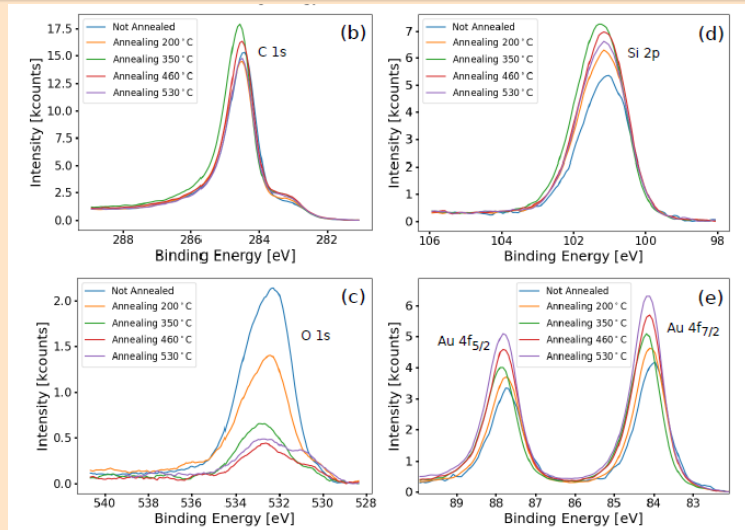 (b)
C 1s
Not Annealed
Annealing 200°C
Annealing 350°C
Annealing 460°C
Annealing 530°C
Intensity [kcounts]
17.5
15.0
12.5
10.0
7.5
5.0
2.5
0.0
288
286
284
282
Binding Energy [eV]
(d)
Si 2p
Not Annealed
Annealing 200°C
Annealing 350°C
Annealing 460°C
Annealing 530°C
Intensity [kcounts]
7
6
5
4
3
2
1
0
106
104
102
100
98
Binding Energy [eV]
(c)
O 1s
Not Annealed
Annealing 200°C
Annealing 350°C
Annealing 460°C
Annealing 530°C
Intensity [kcounts]
2.0
1.5
1.0
0.5
0.0
540
538
536
534
532
530
528
Binding Energy [eV]
(e)
Au 4f5/2
Au 4f7/2
Not Annealed
Annealing 200°C
Annealing 350°C
Annealing 460°C
Annealing 530°C
Intensity [kcounts]
6
5
4
3
2
1
0
89
88
87
86
85
84
83
Binding Energy [eV]